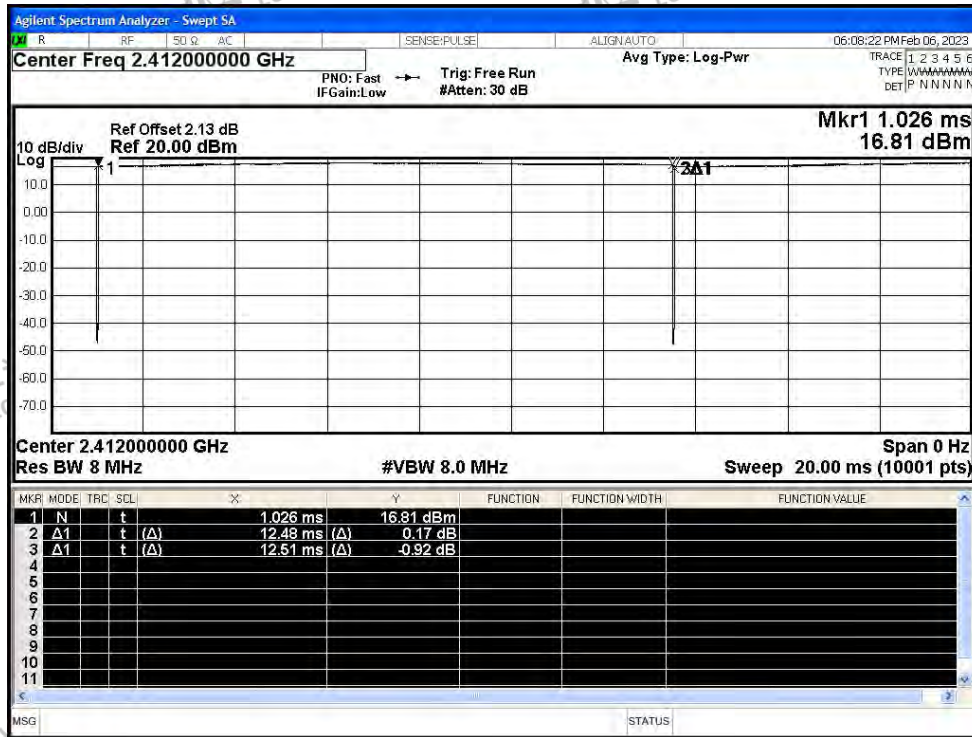 Agilent Spectrum Analyzer - Swept SA
LXI R RF 50 Ω AC SENSE:PULSE ALIGN AUTO 06:08:22 PM Feb 06, 2023
Center Freq 2.412000000 GHz
PNO: Fast
IFGain:Low
Trig: Free Run
#Atten: 30 dB
Avg Type: Log-Pwr
TRACE 1 2 3 4 5 6
TYPE WWWWWW
DET P N N N N N
Mkr1 1.026 ms
16.81 dBm
Ref Offset 2.13 dB
10 dB/div Ref 20.00 dBm
Log
1
3Δ1
10.0
0.00
-10.0
-20.0
-30.0
-40.0
-50.0
-60.0
-70.0
Center 2.412000000 GHz Span 0 Hz
Res BW 8 MHz #VBW 8.0 MHz Sweep 20.00 ms (10001 pts)
MKR MODE TRC SCL X Y FUNCTION FUNCTION WIDTH FUNCTION VALUE
1 N t 1.026 ms 16.81 dBm
2 Δ1 t (Δ) 12.48 ms (Δ) 0.17 dB
3 Δ1 t (Δ) 12.51 ms (Δ) -0.92 dB
4
5
6
7
8
9
10
11
MSG STATUS